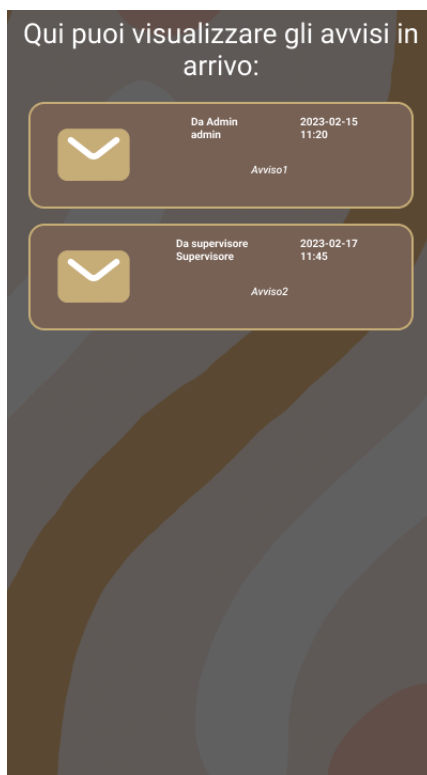 Qui puoi visualizzare gli avvisi in
arrivo:
Da Admin 2023-02-15
admin 11:20
Avviso1
Da supervisore 2023-02-17
Supervisore 11:45
Avviso2